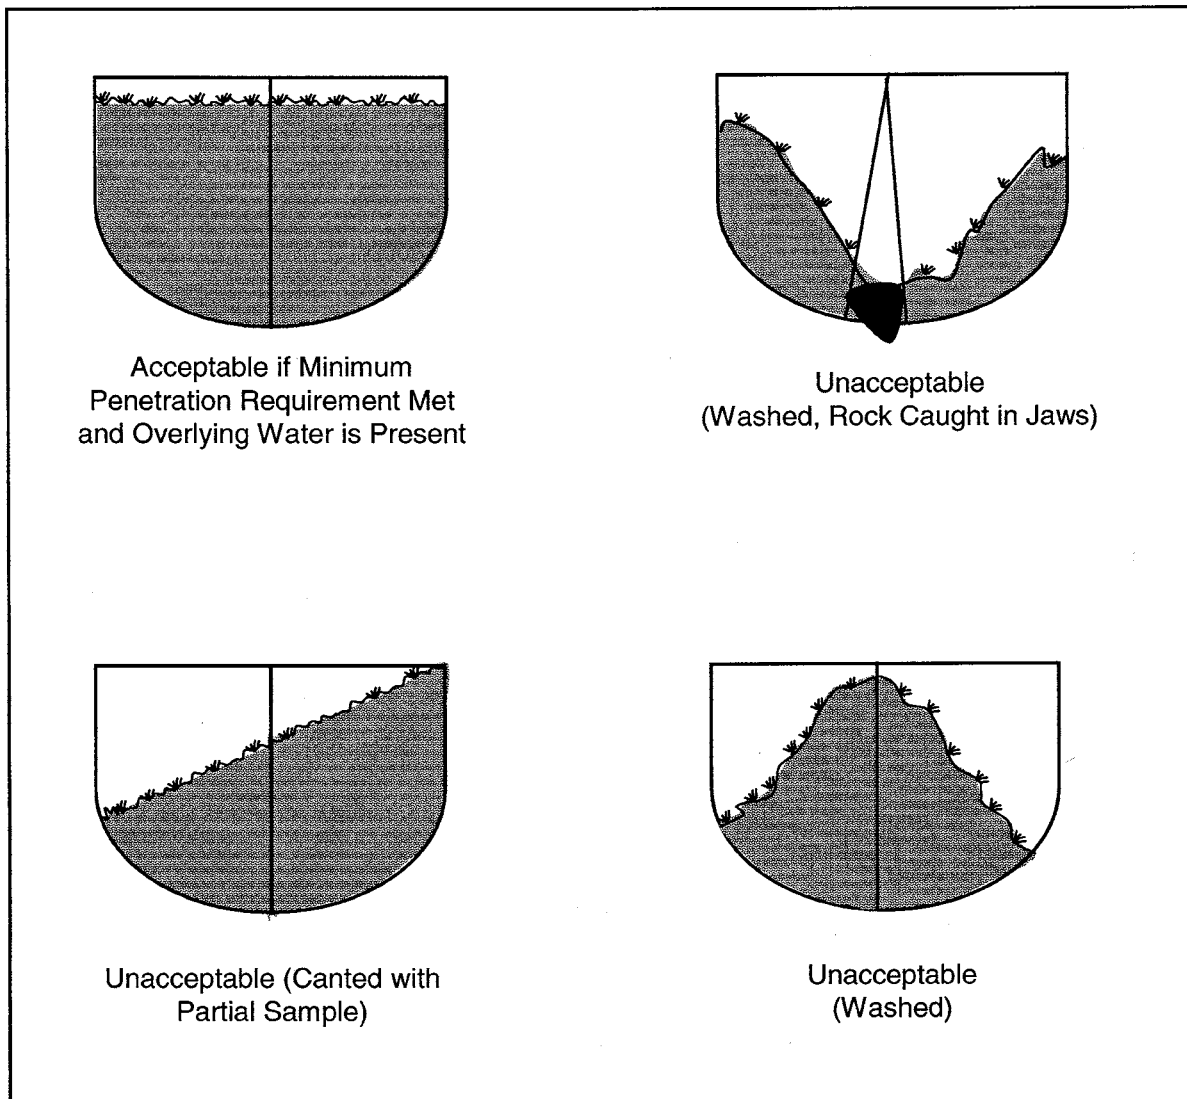 Acceptable if Minimum
Penetration Requirement Met
and Overlying Water is Present
Unacceptable
(Washed, Rock Caught in Jaws)
Unacceptable (Canted with
Partial Sample)
Unacceptable
(Washed)